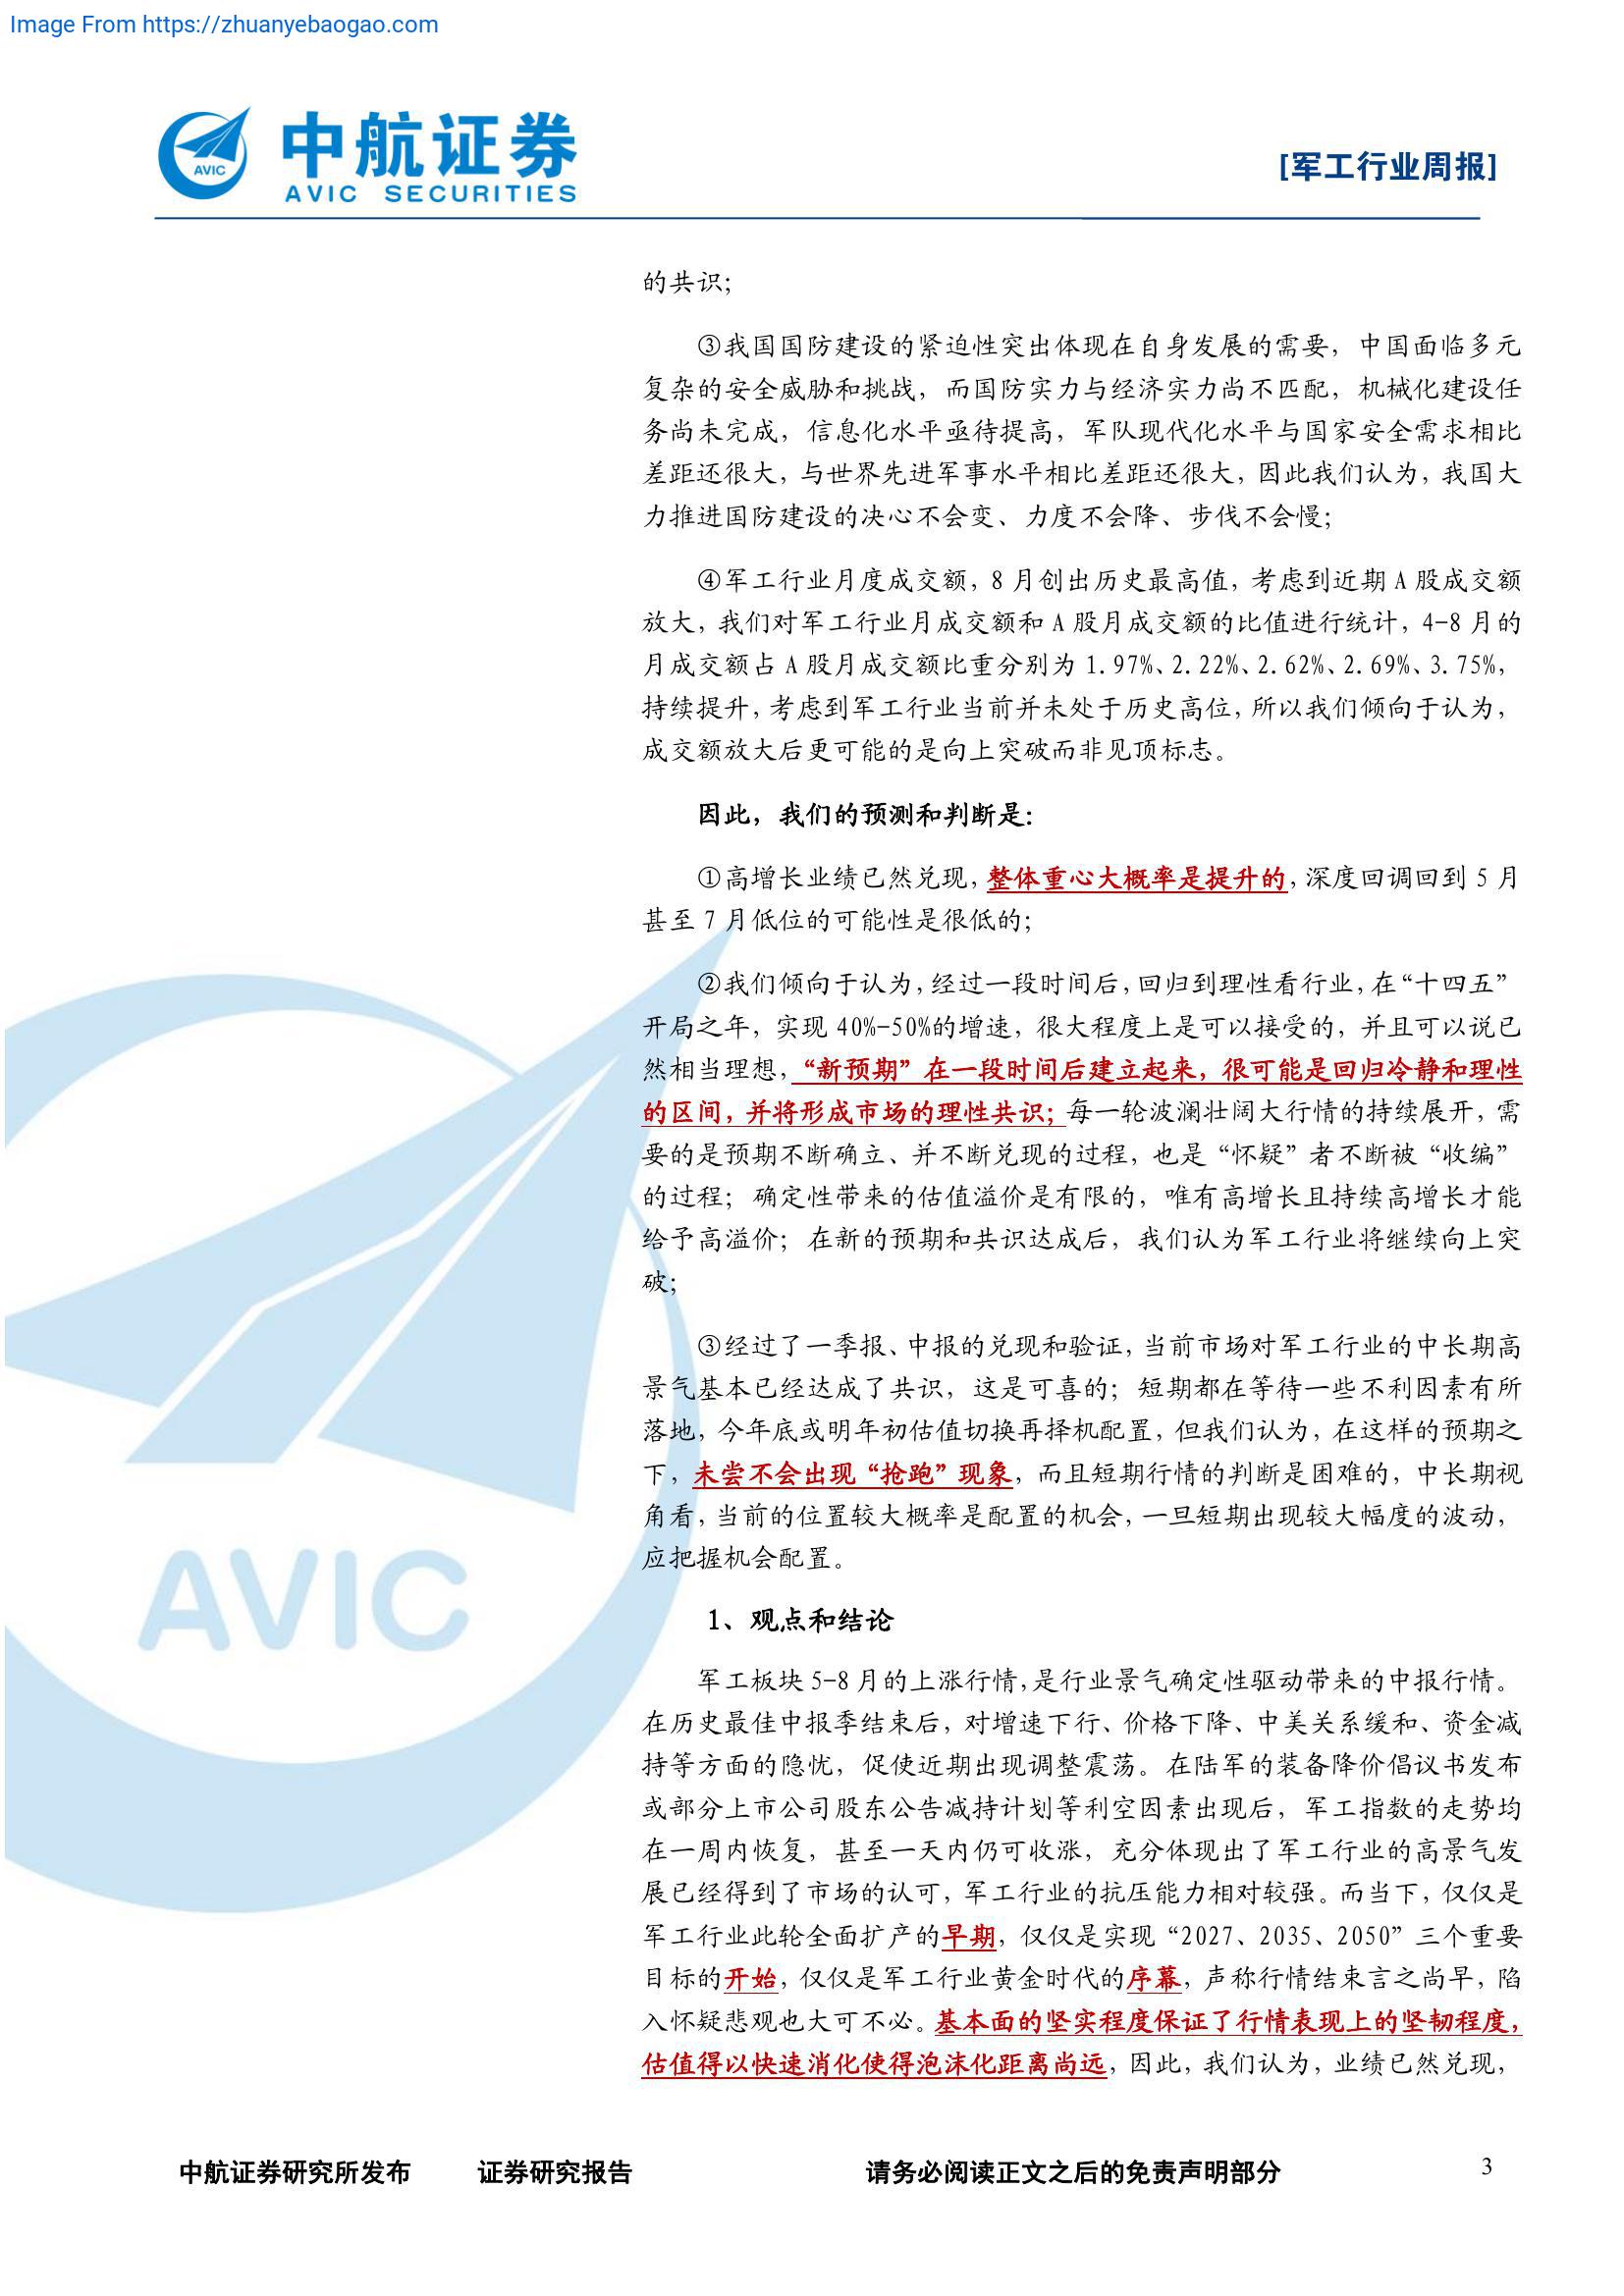 Image From https://zhuanyebaogao.com
中航证券
AVIC SECURITIES
AVIC
[军工行业周报]
的共识；
③我国国防建设的紧迫性突出体现在自身发展的需要，中国面临多元
复杂的安全威胁和挑战，而国防实力与经济实力尚不匹配，机械化建设任
务尚未完成，信息化水平亟待提高，军队现代化水平与国家安全需求相比
差距还很大，与世界先进军事水平相比差距还很大，因此我们认为，我国大
力推进国防建设的决心不会变、力度不会降、步伐不会慢；
④军工行业月度成交额，8 月创出历史最高值，考虑到近期 A 股成交额
放大，我们对军工行业月成交额和 A 股月成交额的比值进行统计，4-8 月的
月成交额占 A 股月成交额比重分别为 1.97%、2.22%、2.62%、2.69%、3.75%，
持续提升，考虑到军工行业当前并未处于历史高位，所以我们倾向于认为，
成交额放大后更可能的是向上突破而非见顶标志。
因此，我们的预测和判断是：
①高增长业绩已然兑现，整体重心大概率是提升的，深度回调回到 5 月
甚至 7 月低位的可能性是很低的；
②我们倾向于认为，经过一段时间后，回归到理性看行业，在“十四五”
开局之年，实现 40%-50%的增速，很大程度上是可以接受的，并且可以说已
然相当理想，“新预期”在一段时间后建立起来，很可能是回归冷静和理性
的区间，并将形成市场的理性共识；每一轮波澜壮阔大行情的持续展开，需
要的是预期不断确立、并不断兑现的过程，也是“怀疑”者不断被“收编”
的过程；确定性带来的估值溢价是有限的，唯有高增长且持续高增长才能
给予高溢价；在新的预期和共识达成后，我们认为军工行业将继续向上突
破；
③经过了一季报、中报的兑现和验证，当前市场对军工行业的中长期高
景气基本已经达成了共识，这是可喜的；短期都在等待一些不利因素有所
落地，今年底或明年初估值切换再择机配置，但我们认为，在这样的预期之
下，未尝不会出现“抢跑”现象，而且短期行情的判断是困难的，中长期视
角看，当前的位置较大概率是配置的机会，一旦短期出现较大幅度的波动，
应把握机会配置。
AVIC
1、观点和结论
军工板块 5-8 月的上涨行情，是行业景气确定性驱动带来的中报行情。
在历史最佳中报季结束后，对增速下行、价格下降、中美关系缓和、资金减
持等方面的隐忧，促使近期出现调整震荡。在陆军的装备降价倡议书发布
或部分上市公司股东公告减持计划等利空因素出现后，军工指数的走势均
在一周内恢复，甚至一天内仍可收涨，充分体现出了军工行业的高景气发
展已经得到了市场的认可，军工行业的抗压能力相对较强。而当下，仅仅是
军工行业此轮全面扩产的早期，仅仅是实现“2027、2035、2050”三个重要
目标的开始，仅仅是军工行业黄金时代的序幕，声称行情结束言之尚早，陷
入怀疑悲观也大可不必。基本面的坚实程度保证了行情表现上的坚韧程度，
估值得以快速消化使得泡沫化距离尚远，因此，我们认为，业绩已然兑现，
中航证券研究所发布 证券研究报告 请务必阅读正文之后的免责声明部分 3